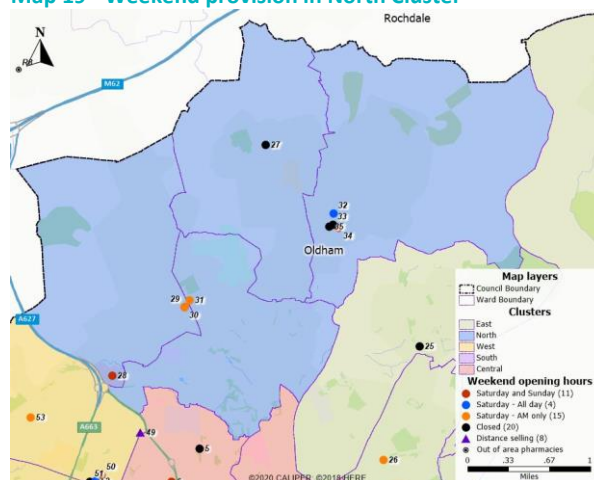 Map 15 - Weekend provision in North Cluster
Rochdale
N
R8
M62
27
32
33
35
34
Oldham
29
31
30
A627
28
25
53
A663
49
50
51
5
26
Map layers
Council Boundary
Ward Boundary
Clusters
East
North
West
South
Central
Weekend opening hours
Saturday and Sunday (11)
Saturday - All day (4)
Saturday - AM only (15)
Closed (20)
Distance selling (8)
Out of area pharmacies
0 .33 .67 1
Miles
©2020 CALIPER, ©2018 HERE